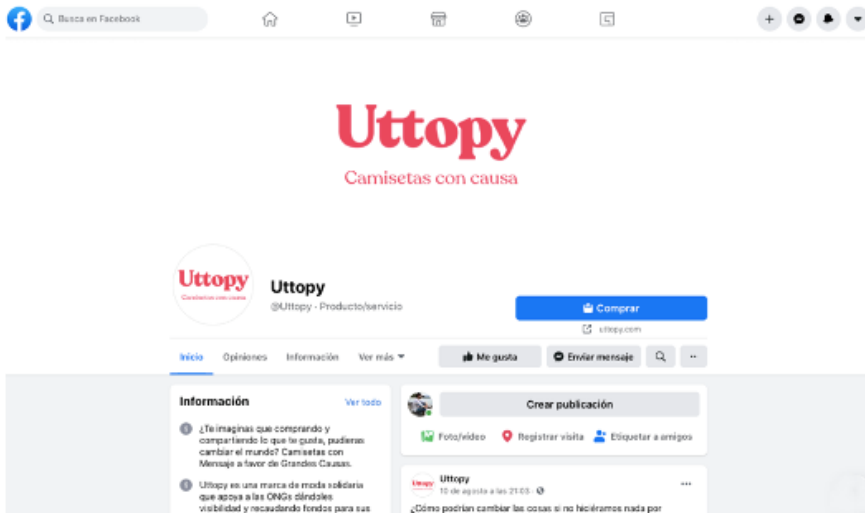 Busca en Facebook
Uttopy
Camisetas con causa
Uttopy
Camisetas con causa
Uttopy
@Uttopy · Producto/servicio
Comprar
uttopy.com
Inicio Opiniones Información Ver más
Me gusta
Enviar mensaje
Información
Ver todo
¿Te imaginas que comprando y
compartiendo lo que te gusta, pudieras
cambiar el mundo? Camisetas con
Mensaje a favor de Grandes Causas.
Uttopy es una marca de moda solidaria
que apoya a las ONGs dándoles
visibilidad y recaudando fondos para sus
Crear publicación
Foto/vídeo
Registrar visita
Etiquetar a amigos
Uttopy
Uttopy
10 de agosto a las 21:03 ·
¿Cómo podrían cambiar las cosas si no hiciéramos nada por